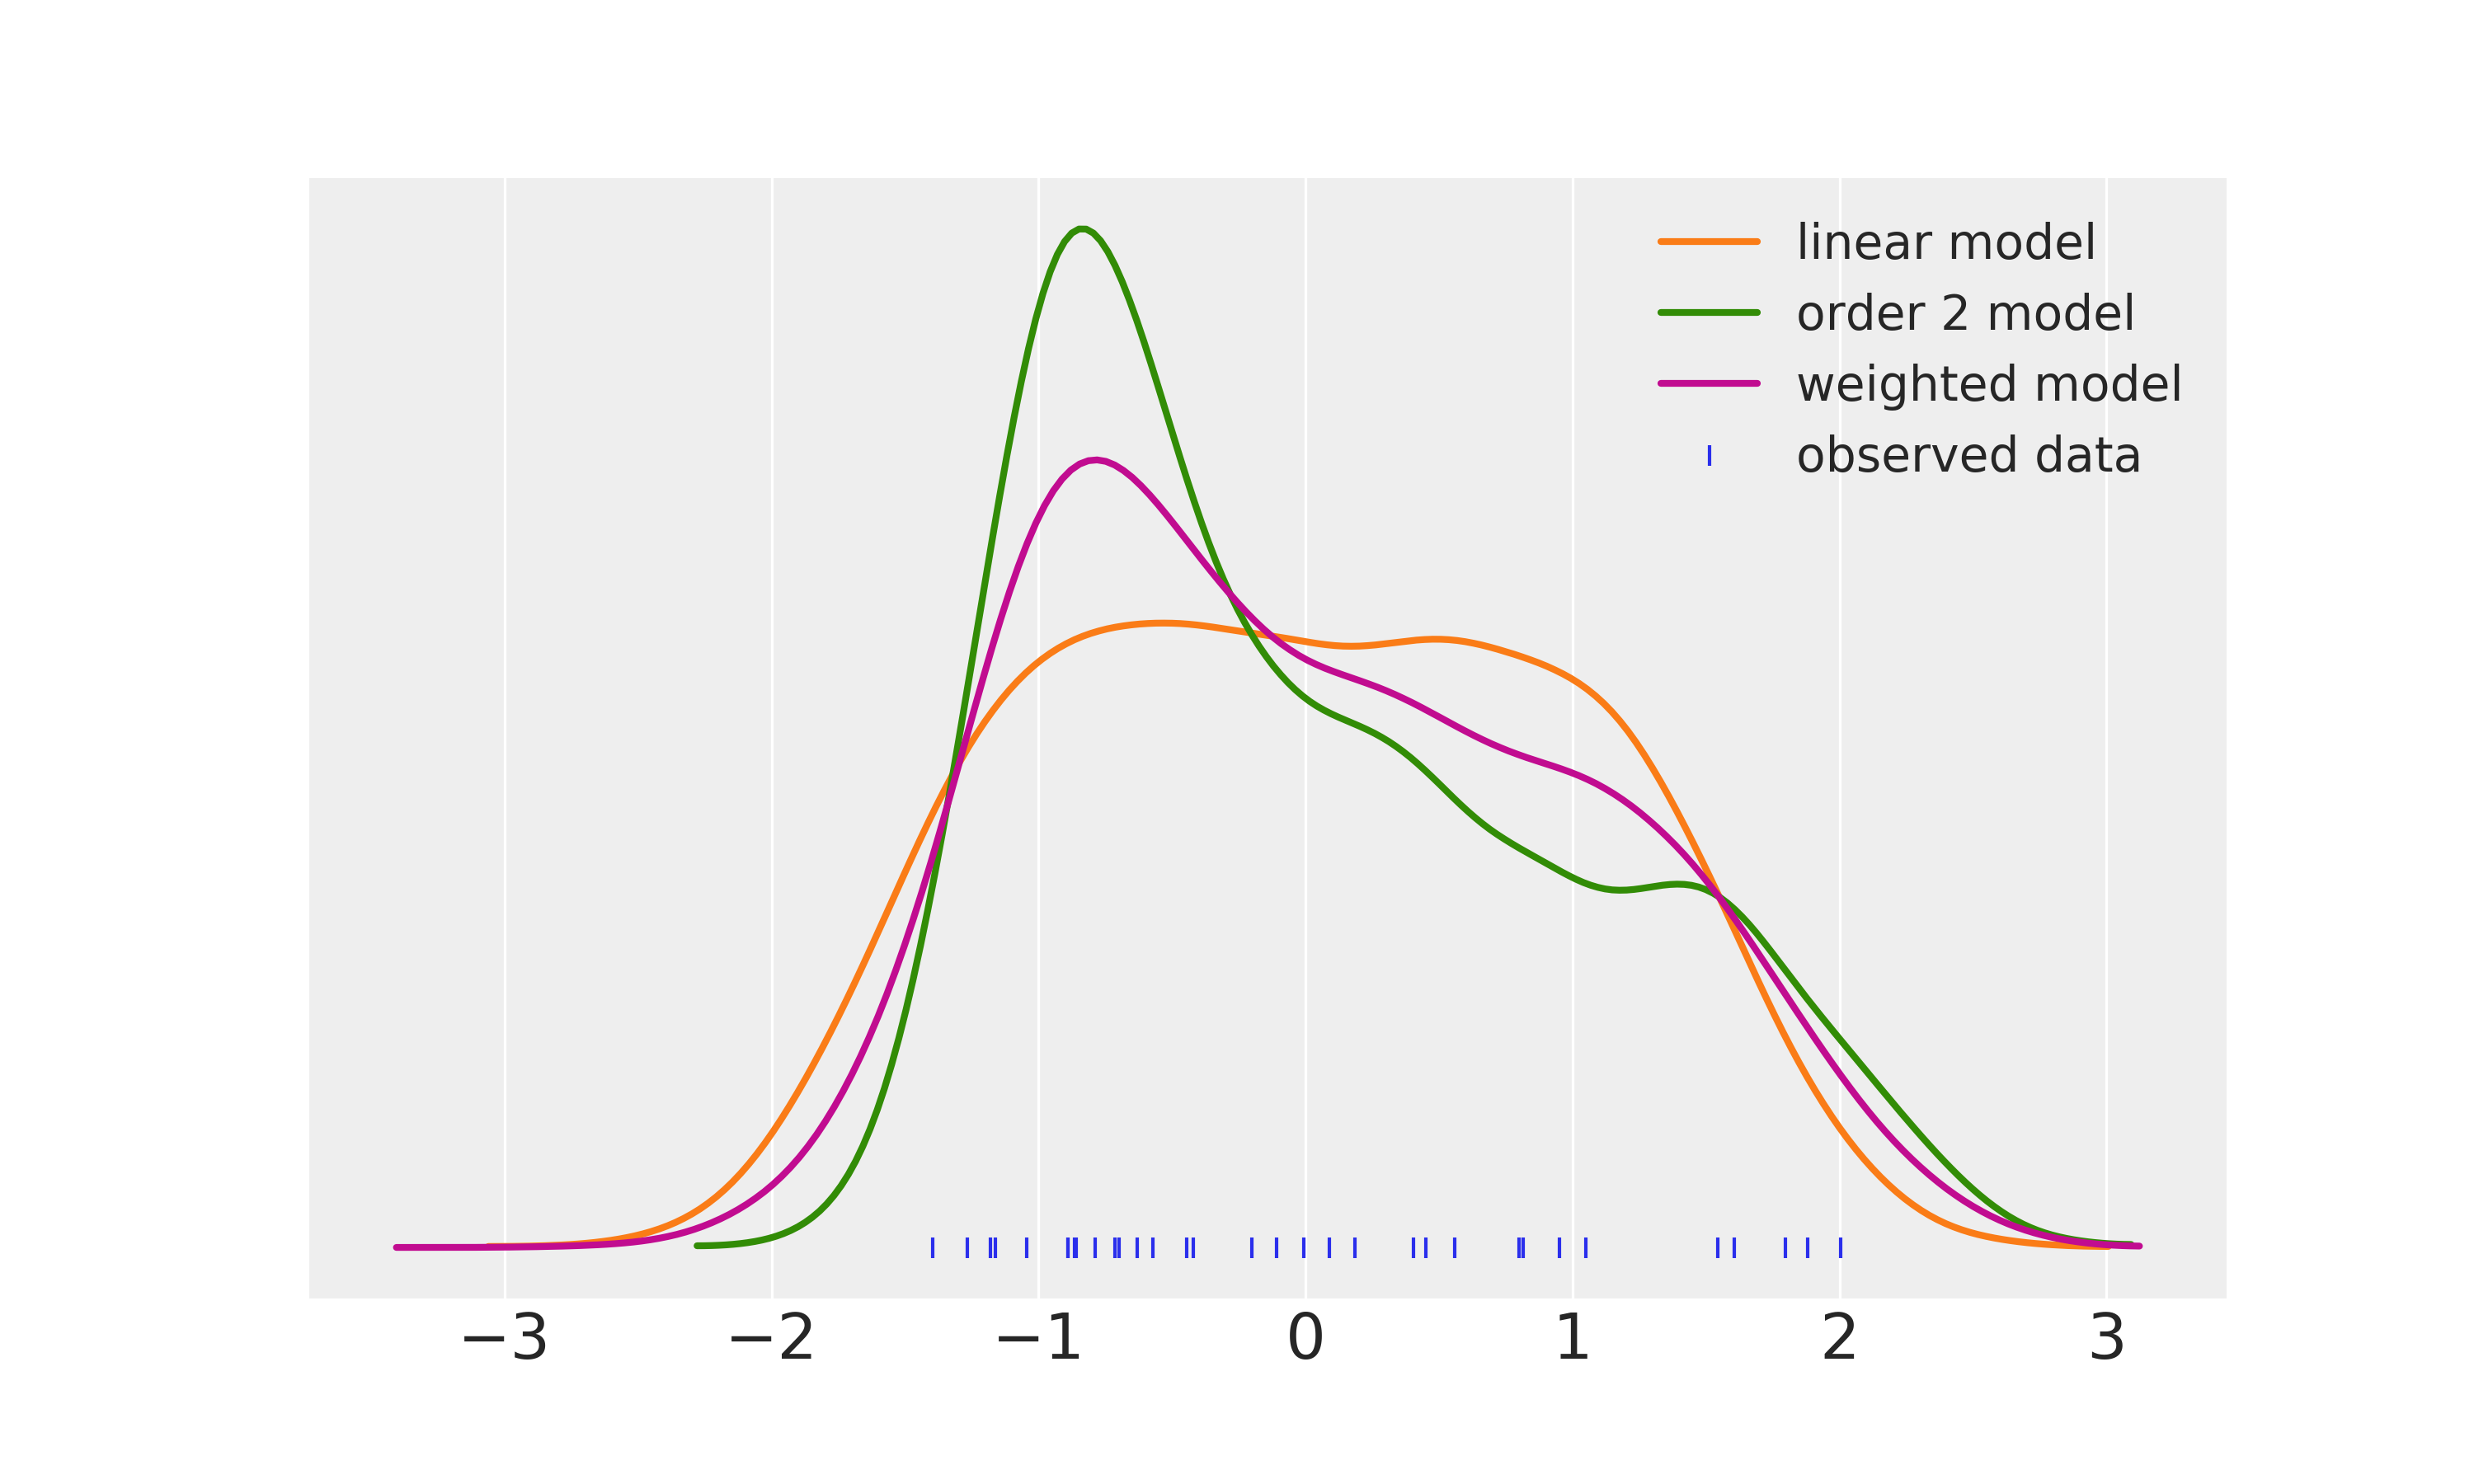 linear model
order 2 model
weighted model
observed data
−3 −2 −1 0 1 2 3